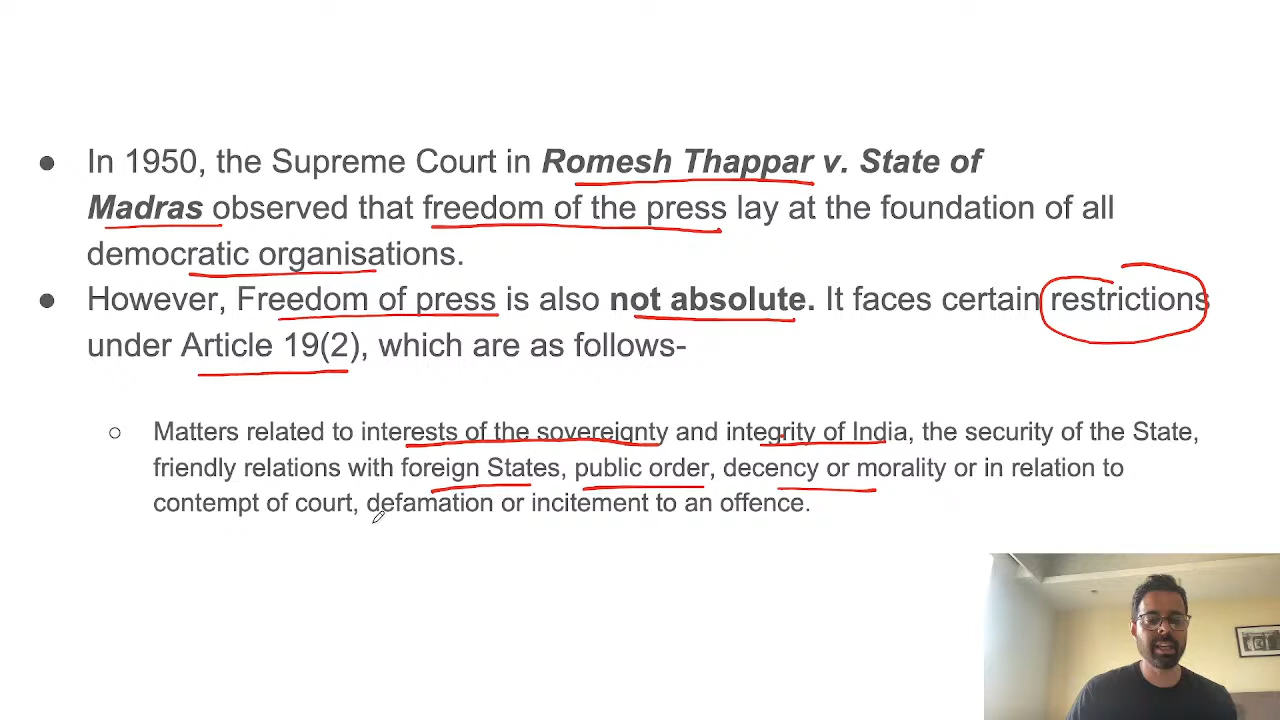 ● In 1950, the Supreme Court in Romesh Thappar v. State of
Madras observed that freedom of the press lay at the foundation of all
democratic organisations.
● However, Freedom of press is also not absolute. It faces certain restrictions
under Article 19(2), which are as follows-
○ Matters related to interests of the sovereignty and integrity of India, the security of the State,
friendly relations with foreign States, public order, decency or morality or in relation to
contempt of court, defamation or incitement to an offence.